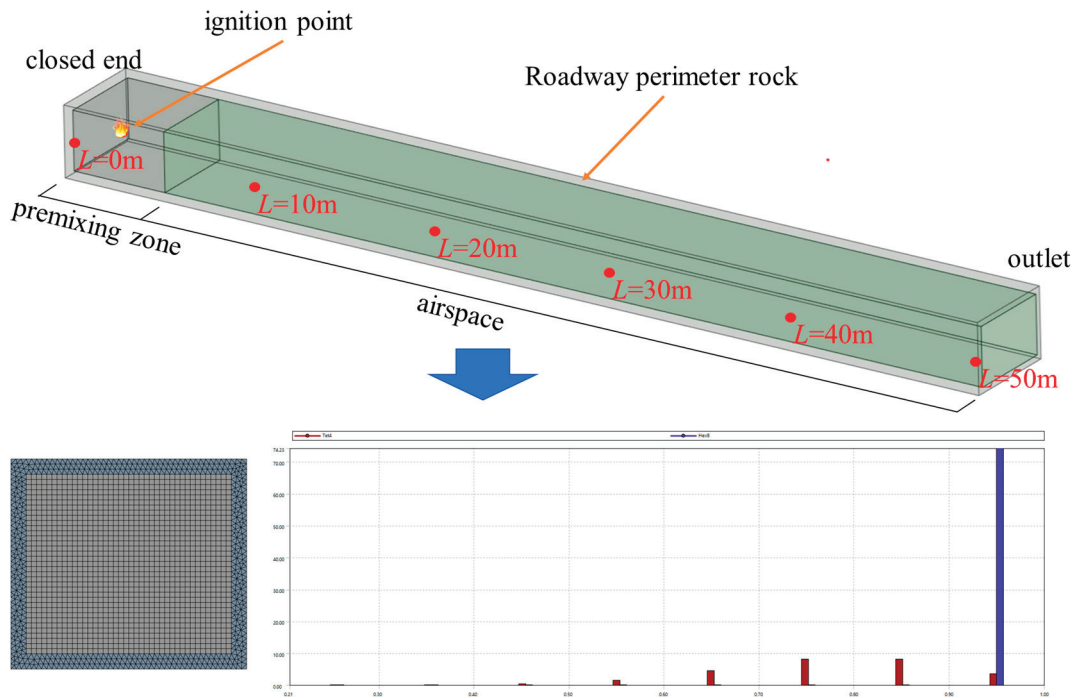 ignition point
closed end
Roadway perimeter rock
L=0m
L=10m
premixing zone
L=20m
outlet
L=30m
airspace
L=40m
L=50m
Tet4 Hex8
74.23
70.00
60.00
50.00
40.00
30.00
20.00
10.00
0.00
0.21 0.30 0.40 0.50 0.60 0.70 0.80 0.90 1.00